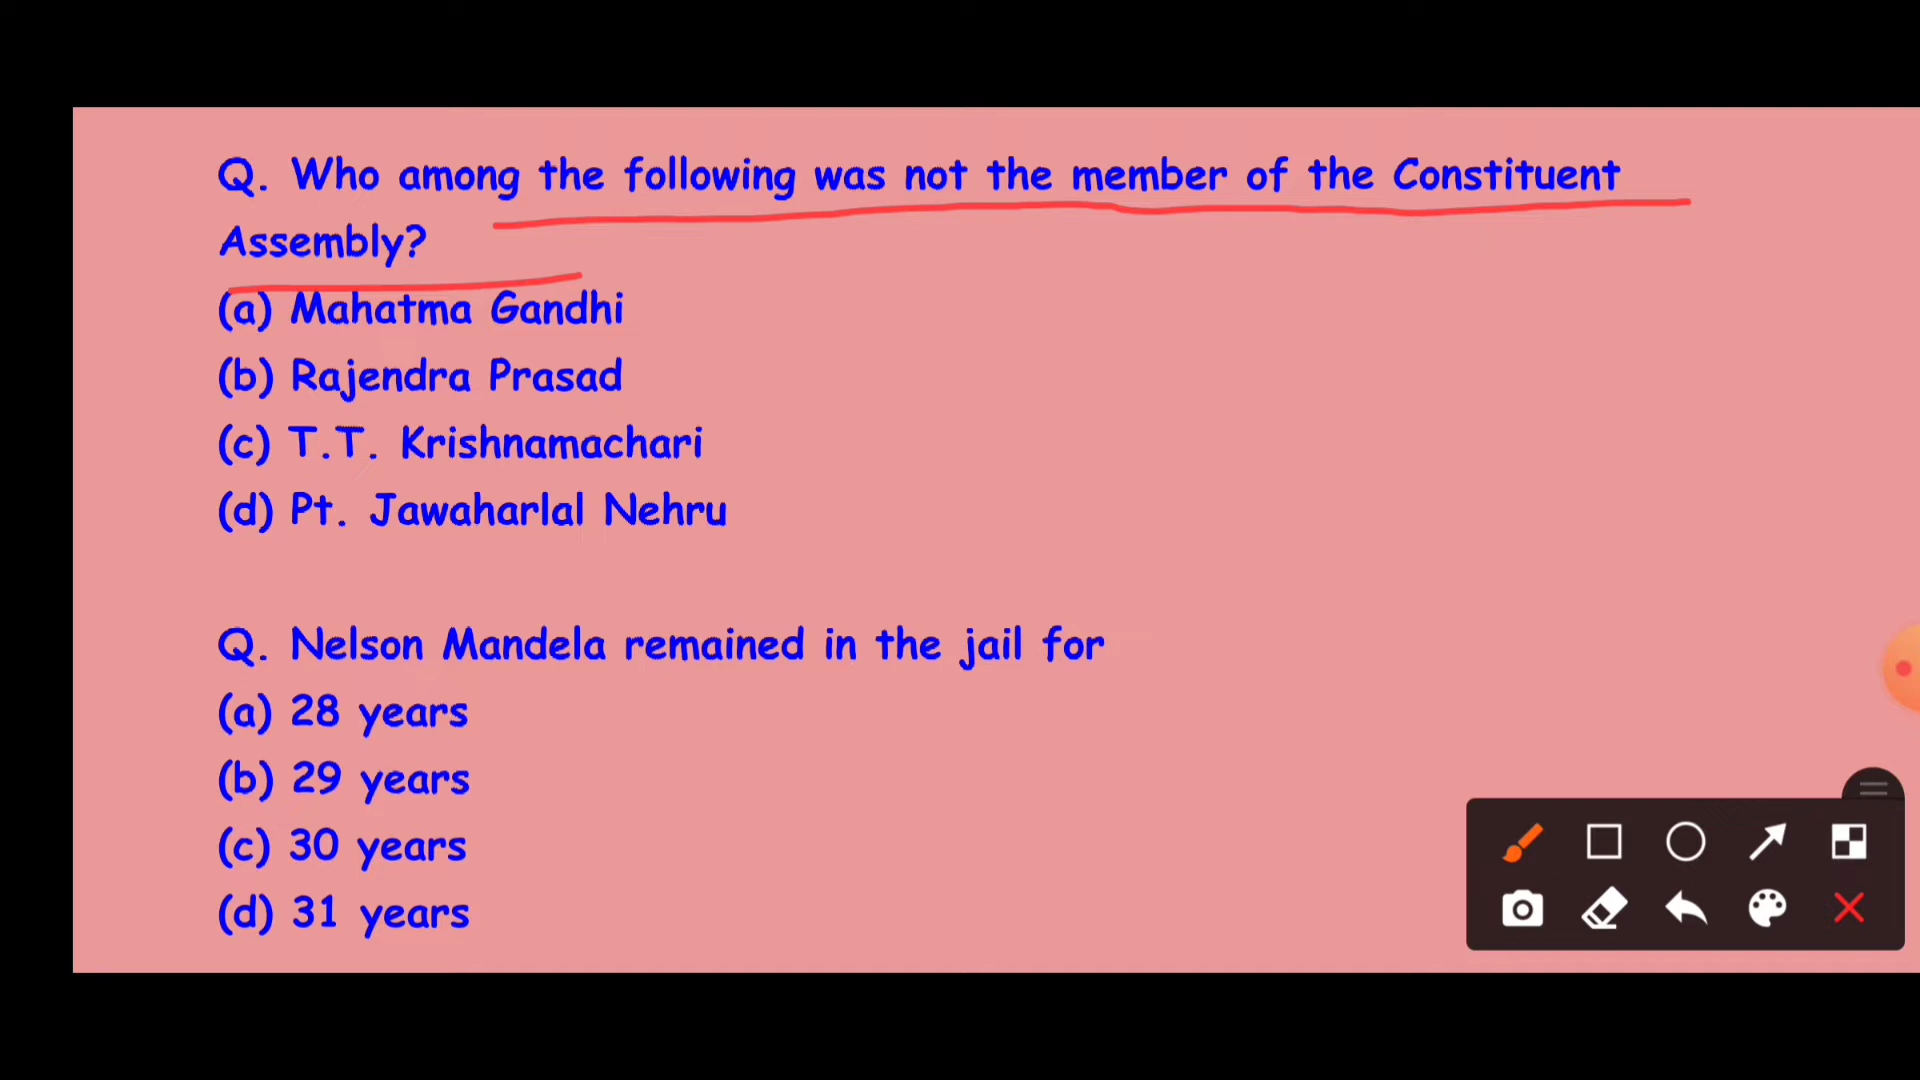 Q. Who among the following was not the member of the Constituent
Assembly?
(a) Mahatma Gandhi
(b) Rajendra Prasad
(c) T.T. Krishnamachari
(d) Pt. Jawaharlal Nehru
Q. Nelson Mandela remained in the jail for
(a) 28 years
(b) 29 years
(c) 30 years
(d) 31 years